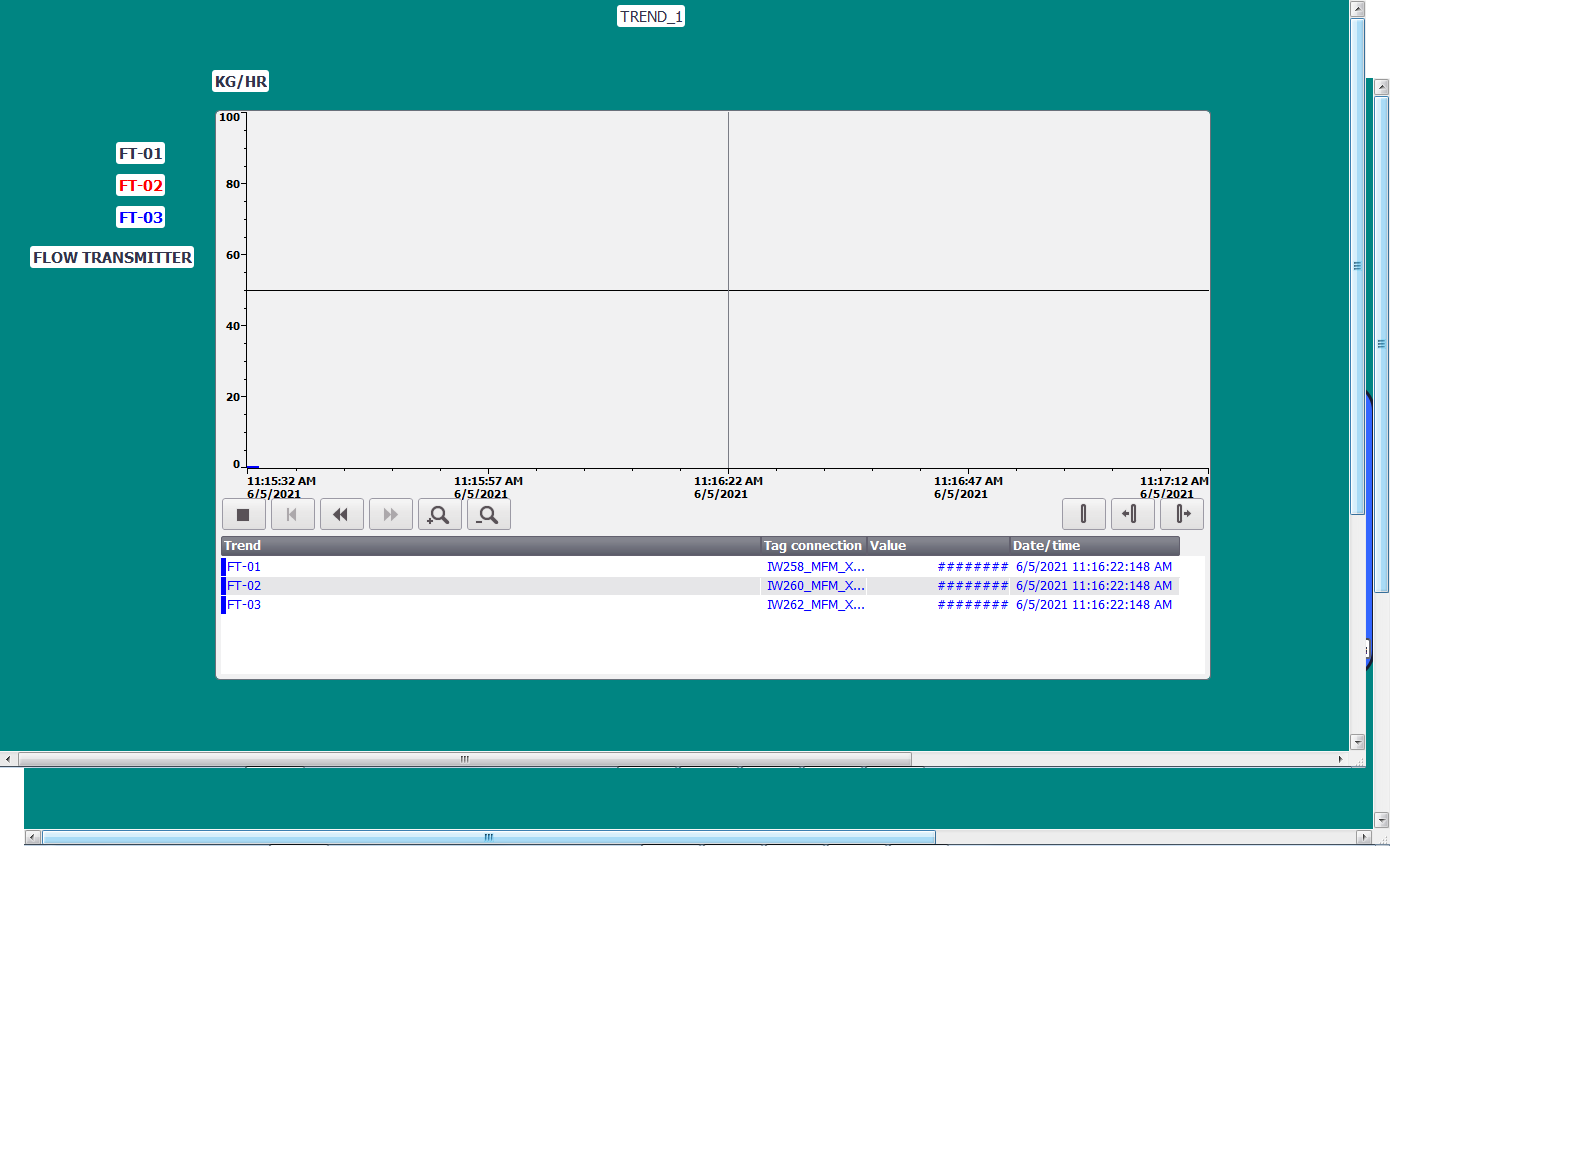 TREND_1
KG/HR
FT-01
FT-02
FT-03
FLOW TRANSMITTER
100
80
60
40
20
0
11:15:32 AM 11:15:57 AM 11:16:22 AM 11:16:47 AM 11:17:12 AM
6/5/2021 6/5/2021 6/5/2021 6/5/2021 6/5/2021
Trend Tag connection Value Date/time
FT-01 IW258_MFM_X... ######## 6/5/2021 11:16:22:148 AM
FT-02 IW260_MFM_X... ######## 6/5/2021 11:16:22:148 AM
FT-03 IW262_MFM_X... ######## 6/5/2021 11:16:22:148 AM